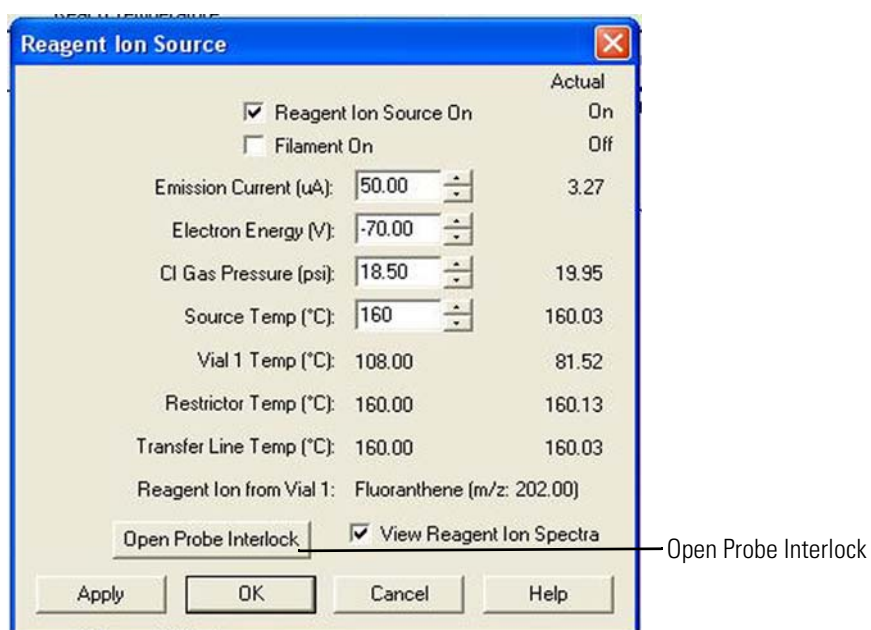 Reagent Ion Source
Actual
Reagent Ion Source On On
Filament On Off
Emission Current (uA): 50.00 3.27
Electron Energy (V): -70.00
CI Gas Pressure (psi): 18.50 19.95
Source Temp (°C): 160 160.03
Vial 1 Temp (°C): 108.00 81.52
Restrictor Temp (°C): 160.00 160.13
Transfer Line Temp (°C): 160.00 160.03
Reagent Ion from Vial 1: Fluoranthene (m/z: 202.00)
Open Probe Interlock View Reagent Ion Spectra
Open Probe Interlock
Apply OK Cancel Help